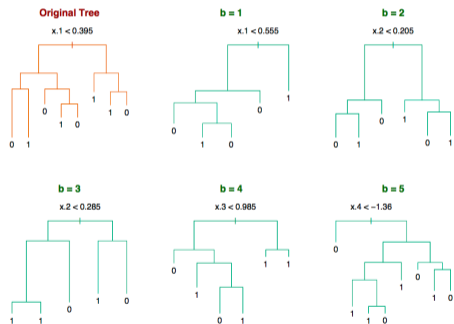 Original Tree
x.1 < 0.395
0 1
0
1 0
1
1 0
b = 1
x.1 < 0.555
0
1 0
0
1
b = 2
x.2 < 0.205
0 1
0
1
0 1
b = 3
x.2 < 0.285
1 1
0
1 0
b = 4
x.3 < 0.985
0
1
0 1
1 1
b = 5
x.4 < −1.36
0
1
1 0
1
0
1 0